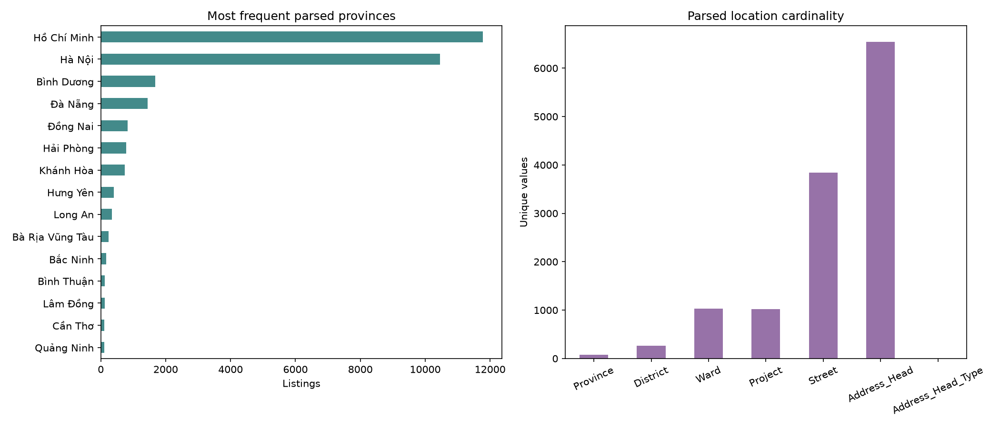 Most frequent parsed provinces
Hồ Chí Minh
Hà Nội
Bình Dương
Đà Nẵng
Đồng Nai
Hải Phòng
Khánh Hòa
Hưng Yên
Long An
Bà Rịa Vũng Tàu
Bắc Ninh
Bình Thuận
Lâm Đồng
Cần Thơ
Quảng Ninh
0 2000 4000 6000 8000 10000 12000
Listings
Parsed location cardinality
Unique values
6000
5000
4000
3000
2000
1000
0
Province District Ward Project Street Address_Head Address_Head_Type